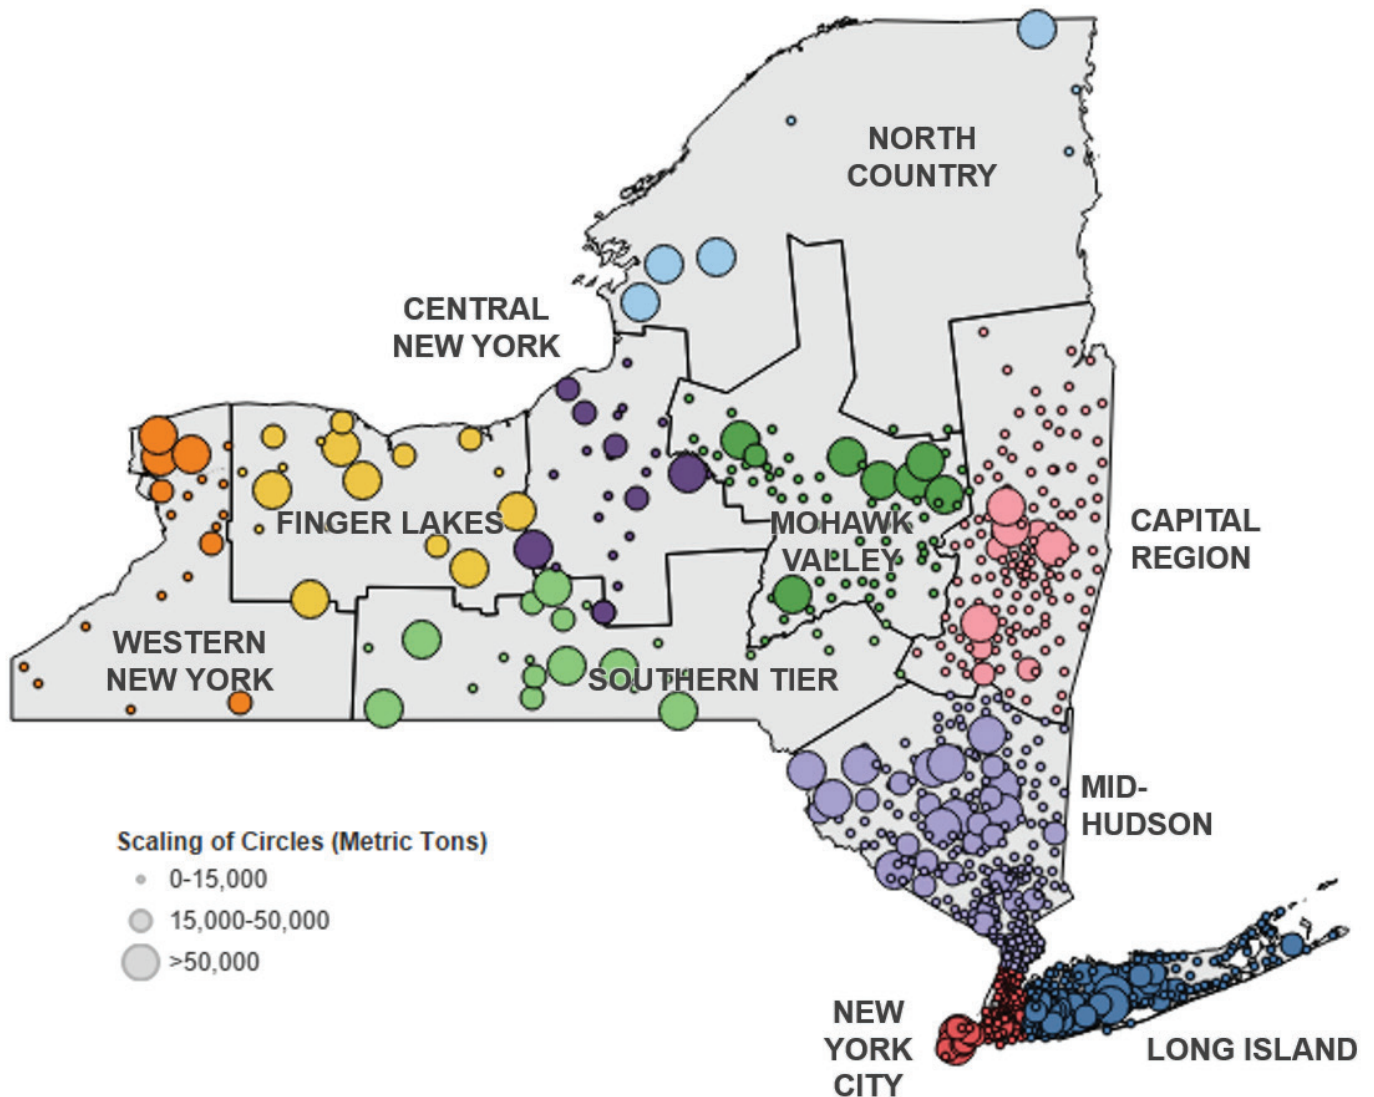 NORTH
COUNTRY
CENTRAL
NEW YORK
FINGER LAKES
MOHAWK
VALLEY
CAPITAL
REGION
WESTERN
NEW YORK
SOUTHERN TIER
MID-
HUDSON
Scaling of Circles (Metric Tons)
0-15,000
15,000-50,000
>50,000
NEW
YORK
CITY
LONG ISLAND